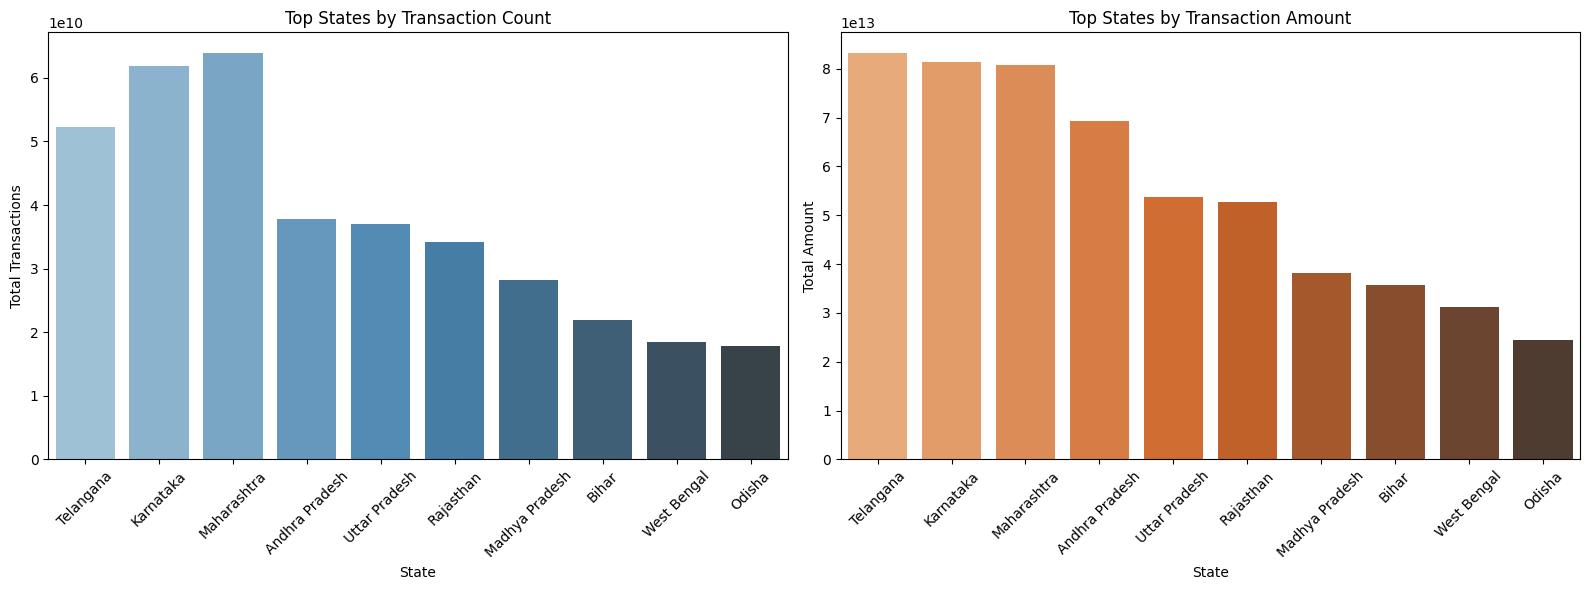 Top States by Transaction Count
1e10
Total Transactions
6
5
4
3
2
1
0
Telangana
Karnataka
Maharashtra
Andhra Pradesh
Uttar Pradesh
Rajasthan
Madhya Pradesh
Bihar
West Bengal
Odisha
State
Top States by Transaction Amount
1e13
Total Amount
8
7
6
5
4
3
2
1
0
Telangana
Karnataka
Maharashtra
Andhra Pradesh
Uttar Pradesh
Rajasthan
Madhya Pradesh
Bihar
West Bengal
Odisha
State